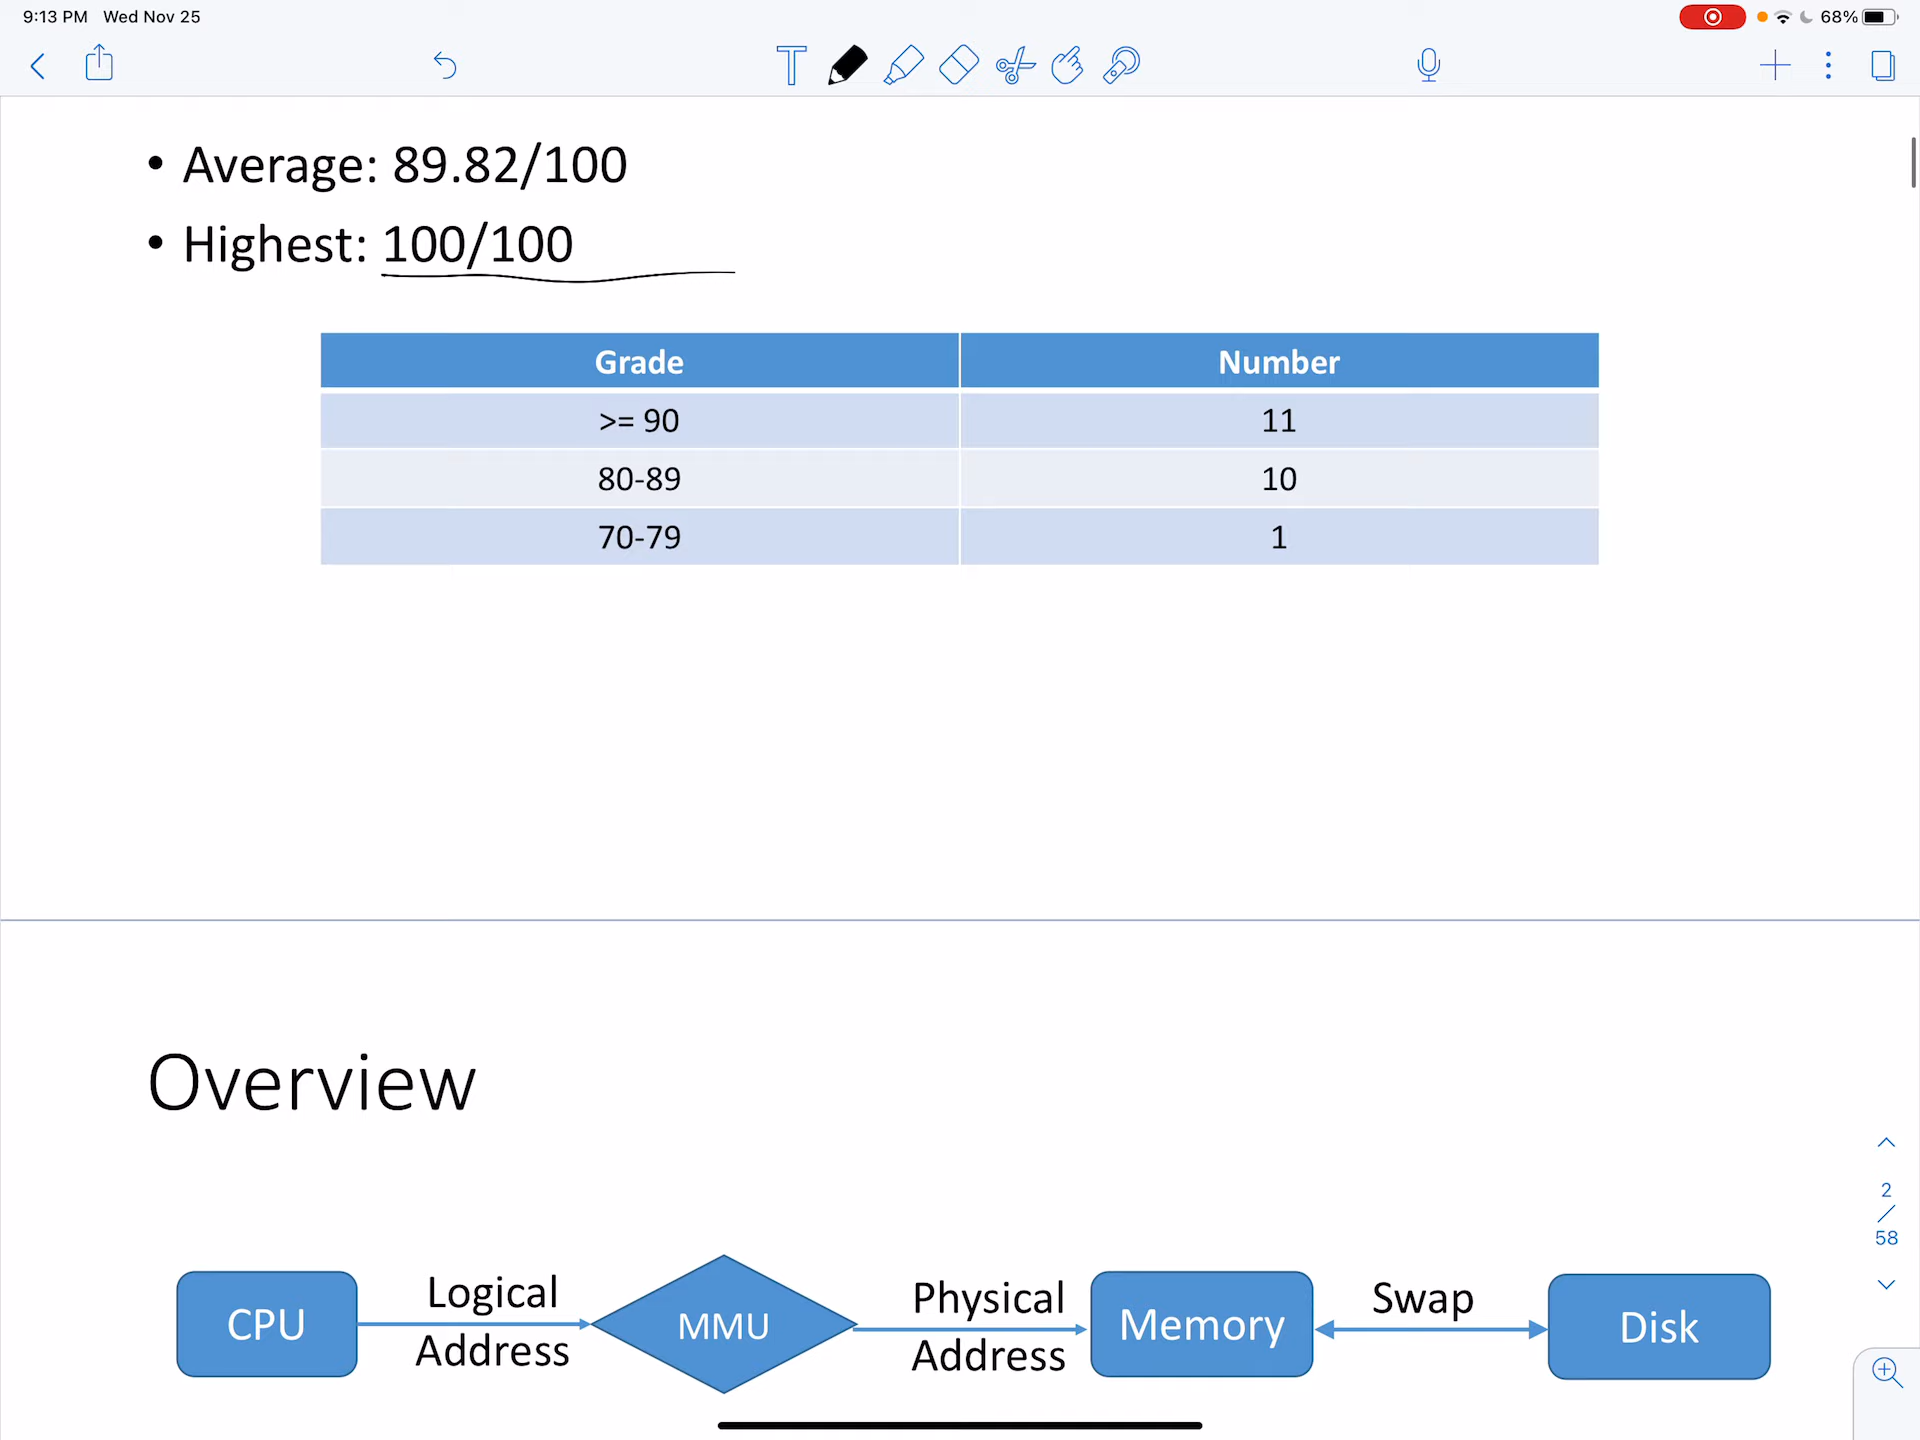 9:13 PM Wed Nov 25
68%
• Average: 89.82/100
• Highest: 100/100
Grade Number
>= 90 11
80-89 10
70-79 1
Overview
2
/
58
CPU
Logical
Address
MMU
Physical
Address
Memory
Swap
Disk